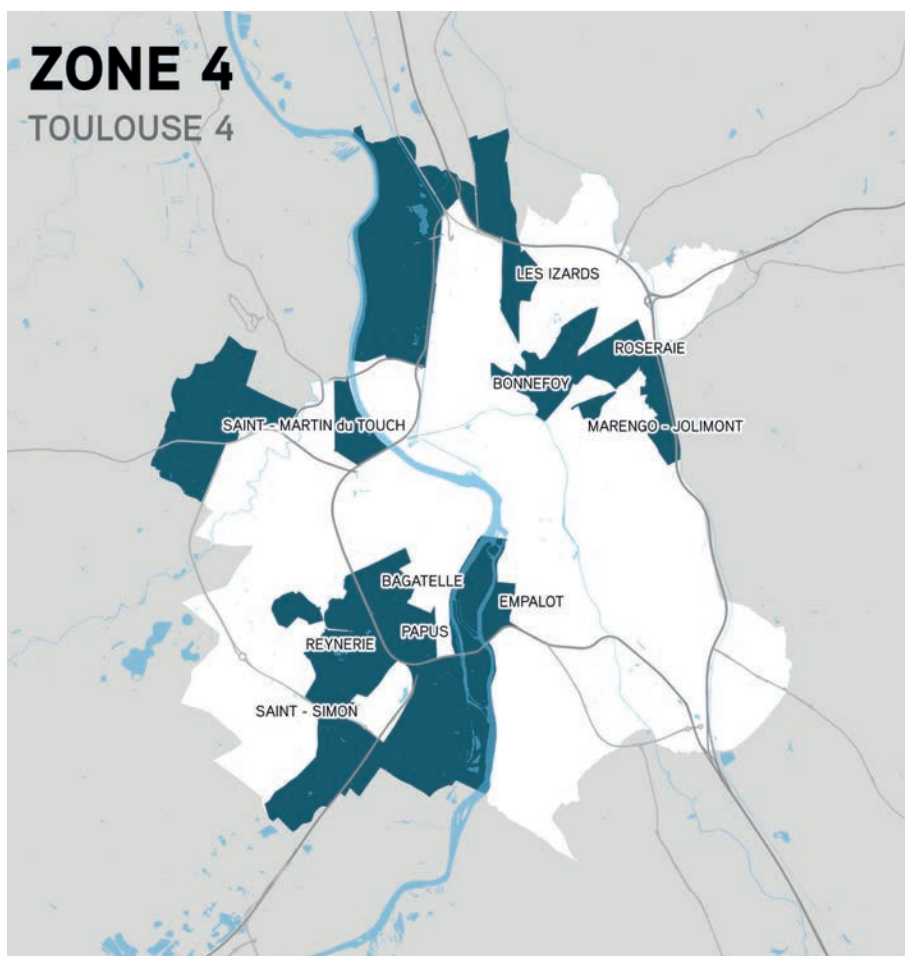 ZONE 4
TOULOUSE 4
LES IZARDS
ROSERAIE
BONNEFOY
SAINT - MARTIN du TOUCH
MARENGO - JOLIMONT
BAGATELLE
EMPALOT
PAPUS
REYNERIE
SAINT - SIMON